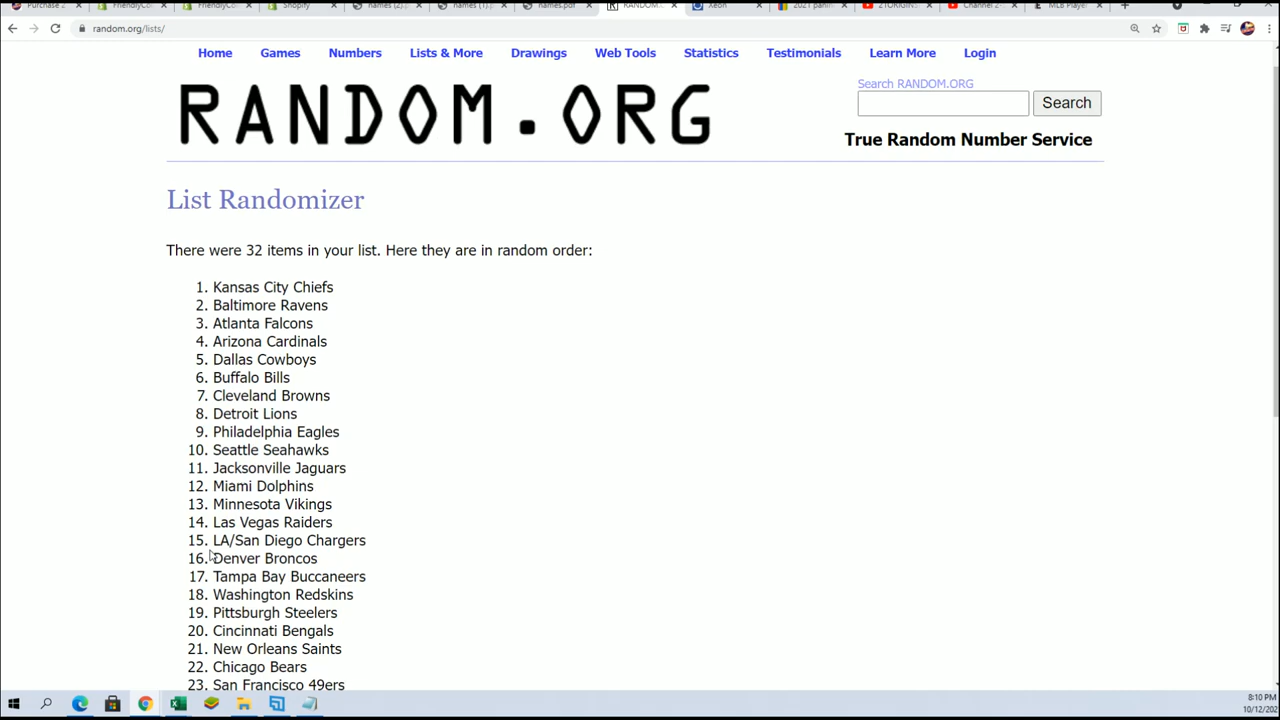 Purchase 2
FriendlyCo
FriendlyCo
Shopify
names (2).p
names (1).p
names.pdf
RANDOM.
Xeon
2021 panin
Channel 2-
MLB Player
random.org/lists/
Home Games Numbers Lists & More Drawings Web Tools Statistics Testimonials Learn More Login
RANDOM.ORG
Search RANDOM.ORG
Search
True Random Number Service
List Randomizer
There were 32 items in your list. Here they are in random order:
1. Kansas City Chiefs
2. Baltimore Ravens
3. Atlanta Falcons
4. Arizona Cardinals
5. Dallas Cowboys
6. Buffalo Bills
7. Cleveland Browns
8. Detroit Lions
9. Philadelphia Eagles
10. Seattle Seahawks
11. Jacksonville Jaguars
12. Miami Dolphins
13. Minnesota Vikings
14. Las Vegas Raiders
15. LA/San Diego Chargers
16. Denver Broncos
17. Tampa Bay Buccaneers
18. Washington Redskins
19. Pittsburgh Steelers
20. Cincinnati Bengals
21. New Orleans Saints
22. Chicago Bears
23. San Francisco 49ers
8:10 PM
10/12/202